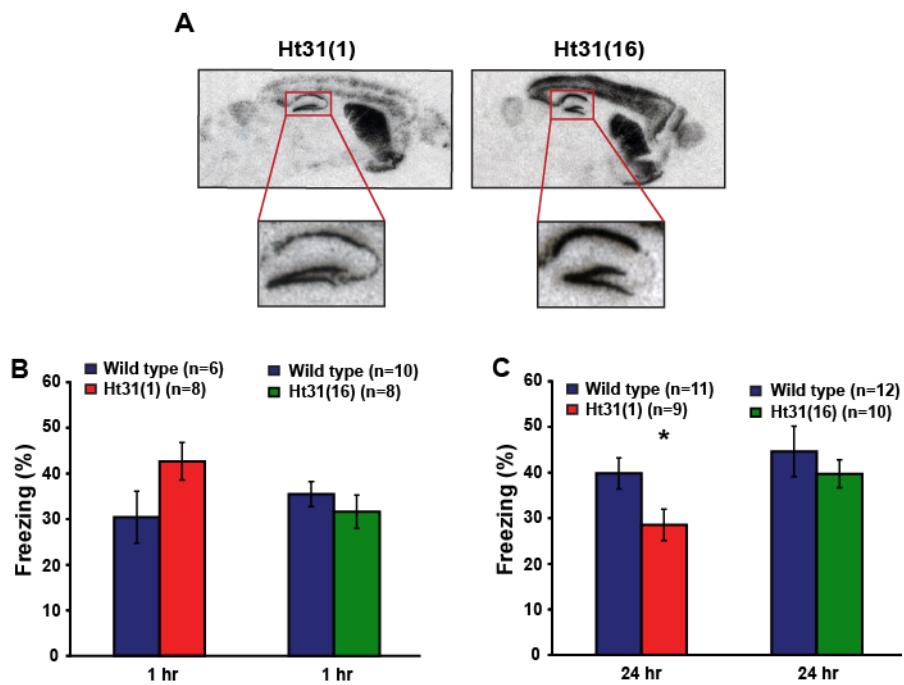 A
Ht31(1) Ht31(16)
B
Wild type (n=6)
Ht31(1) (n=8)
Wild type (n=10)
Ht31(16) (n=8)
Freezing (%)
60
50
40
30
20
10
0
1 hr 1 hr
C
Wild type (n=11)
Ht31(1) (n=9)
Wild type (n=12)
Ht31(16) (n=10)
*
Freezing (%)
60
50
40
30
20
10
0
24 hr 24 hr